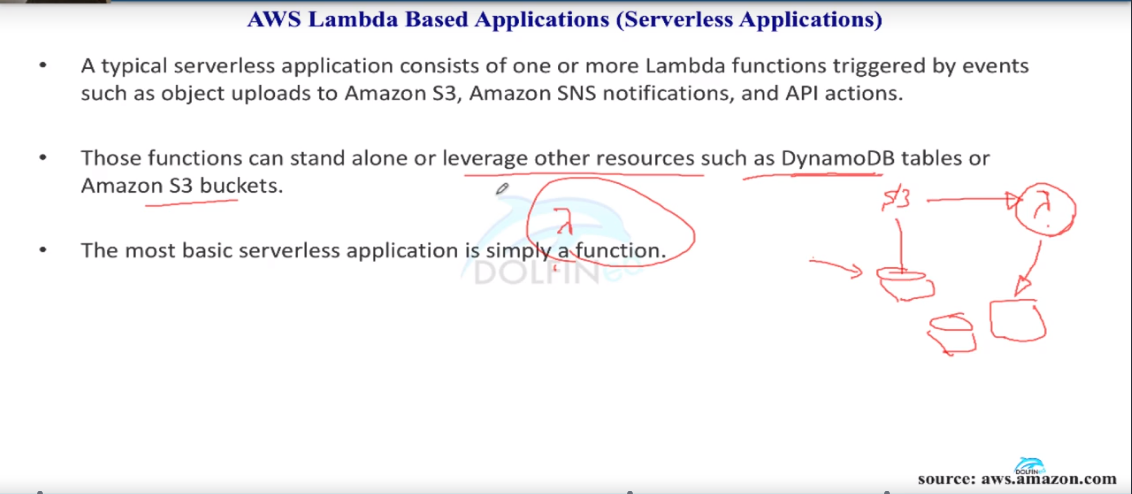 AWS Lambda Based Applications (Serverless Applications)
• A typical serverless application consists of one or more Lambda functions triggered by events
such as object uploads to Amazon S3, Amazon SNS notifications, and API actions.
• Those functions can stand alone or leverage other resources such as DynamoDB tables or
Amazon S3 buckets.
S3
λ
λ
• The most basic serverless application is simply a function.
DOLFINED
DOLFINED
source: aws.amazon.com